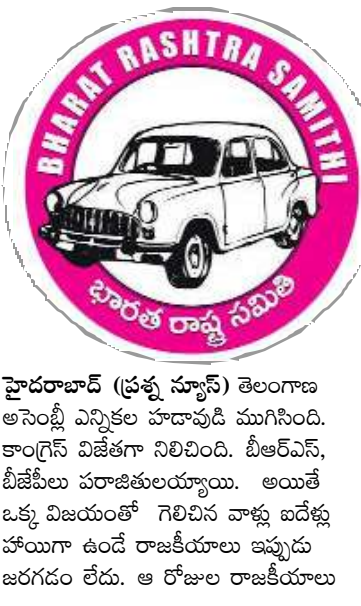 BHARAT RASHTRA SAMITHI
భారత రాష్ట్ర సమితి
హైదరాబాద్ (ప్రశ్న న్యూస్) తెలంగాణ
అసెంబ్లీ ఎన్నికల హడావుడి ముగిసింది.
కాంగ్రెస్ విజేతగా నిలిచింది. బీఆర్ఎస్,
బీజేపీలు పరాజితులయ్యాయి. అయితే
ఒక్క విజయంతో గెలిచిన వాళ్లు ఐదేళ్లు
హాయిగా ఉండే రాజకీయాలు ఇప్పుడు
జరగడం లేదు. ఆ రోజుల రాజకీయాలు